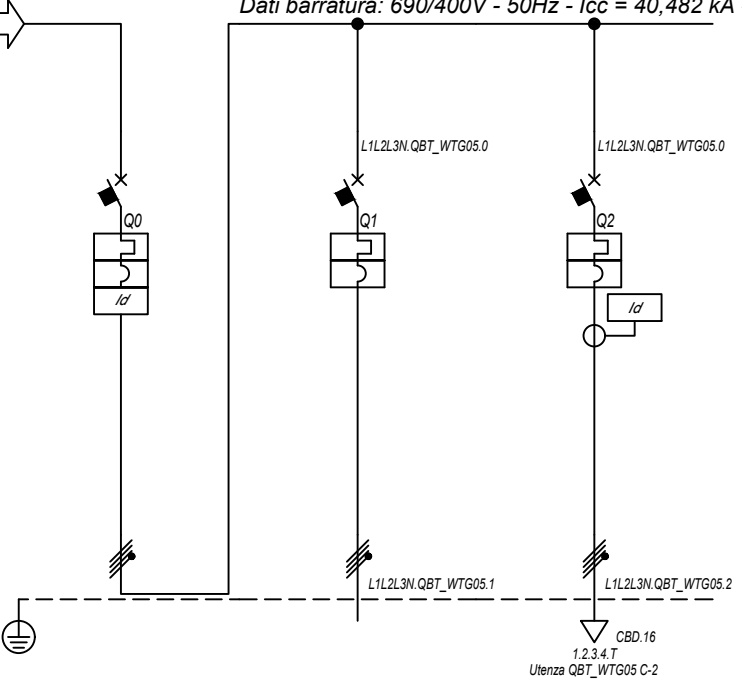 Dati barratura: 690/400V - 50Hz - Icc = 40,482 kA
L1L2L3N.QBT_WTG05.0
L1L2L3N.QBT_WTG05.0
Q0
Q1
Q2
Id
Id
L1L2L3N.QBT_WTG05.1
L1L2L3N.QBT_WTG05.2
CBD.16
1.2.3.4.T
Utenza QBT_WTG05 C-2